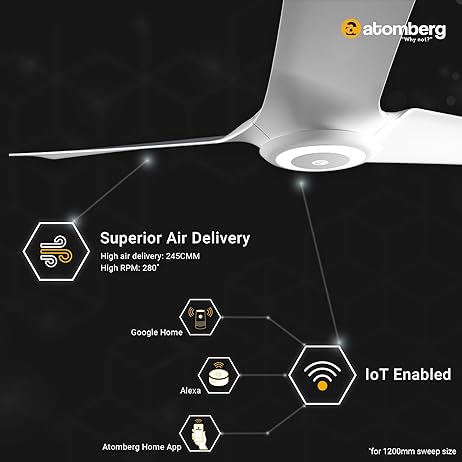 atomberg
"Why not?"
Superior Air Delivery
High air delivery: 245CMM
High RPM: 280*
Google Home
Alexa
IoT Enabled
Atomberg Home App
*for 1200mm sweep size